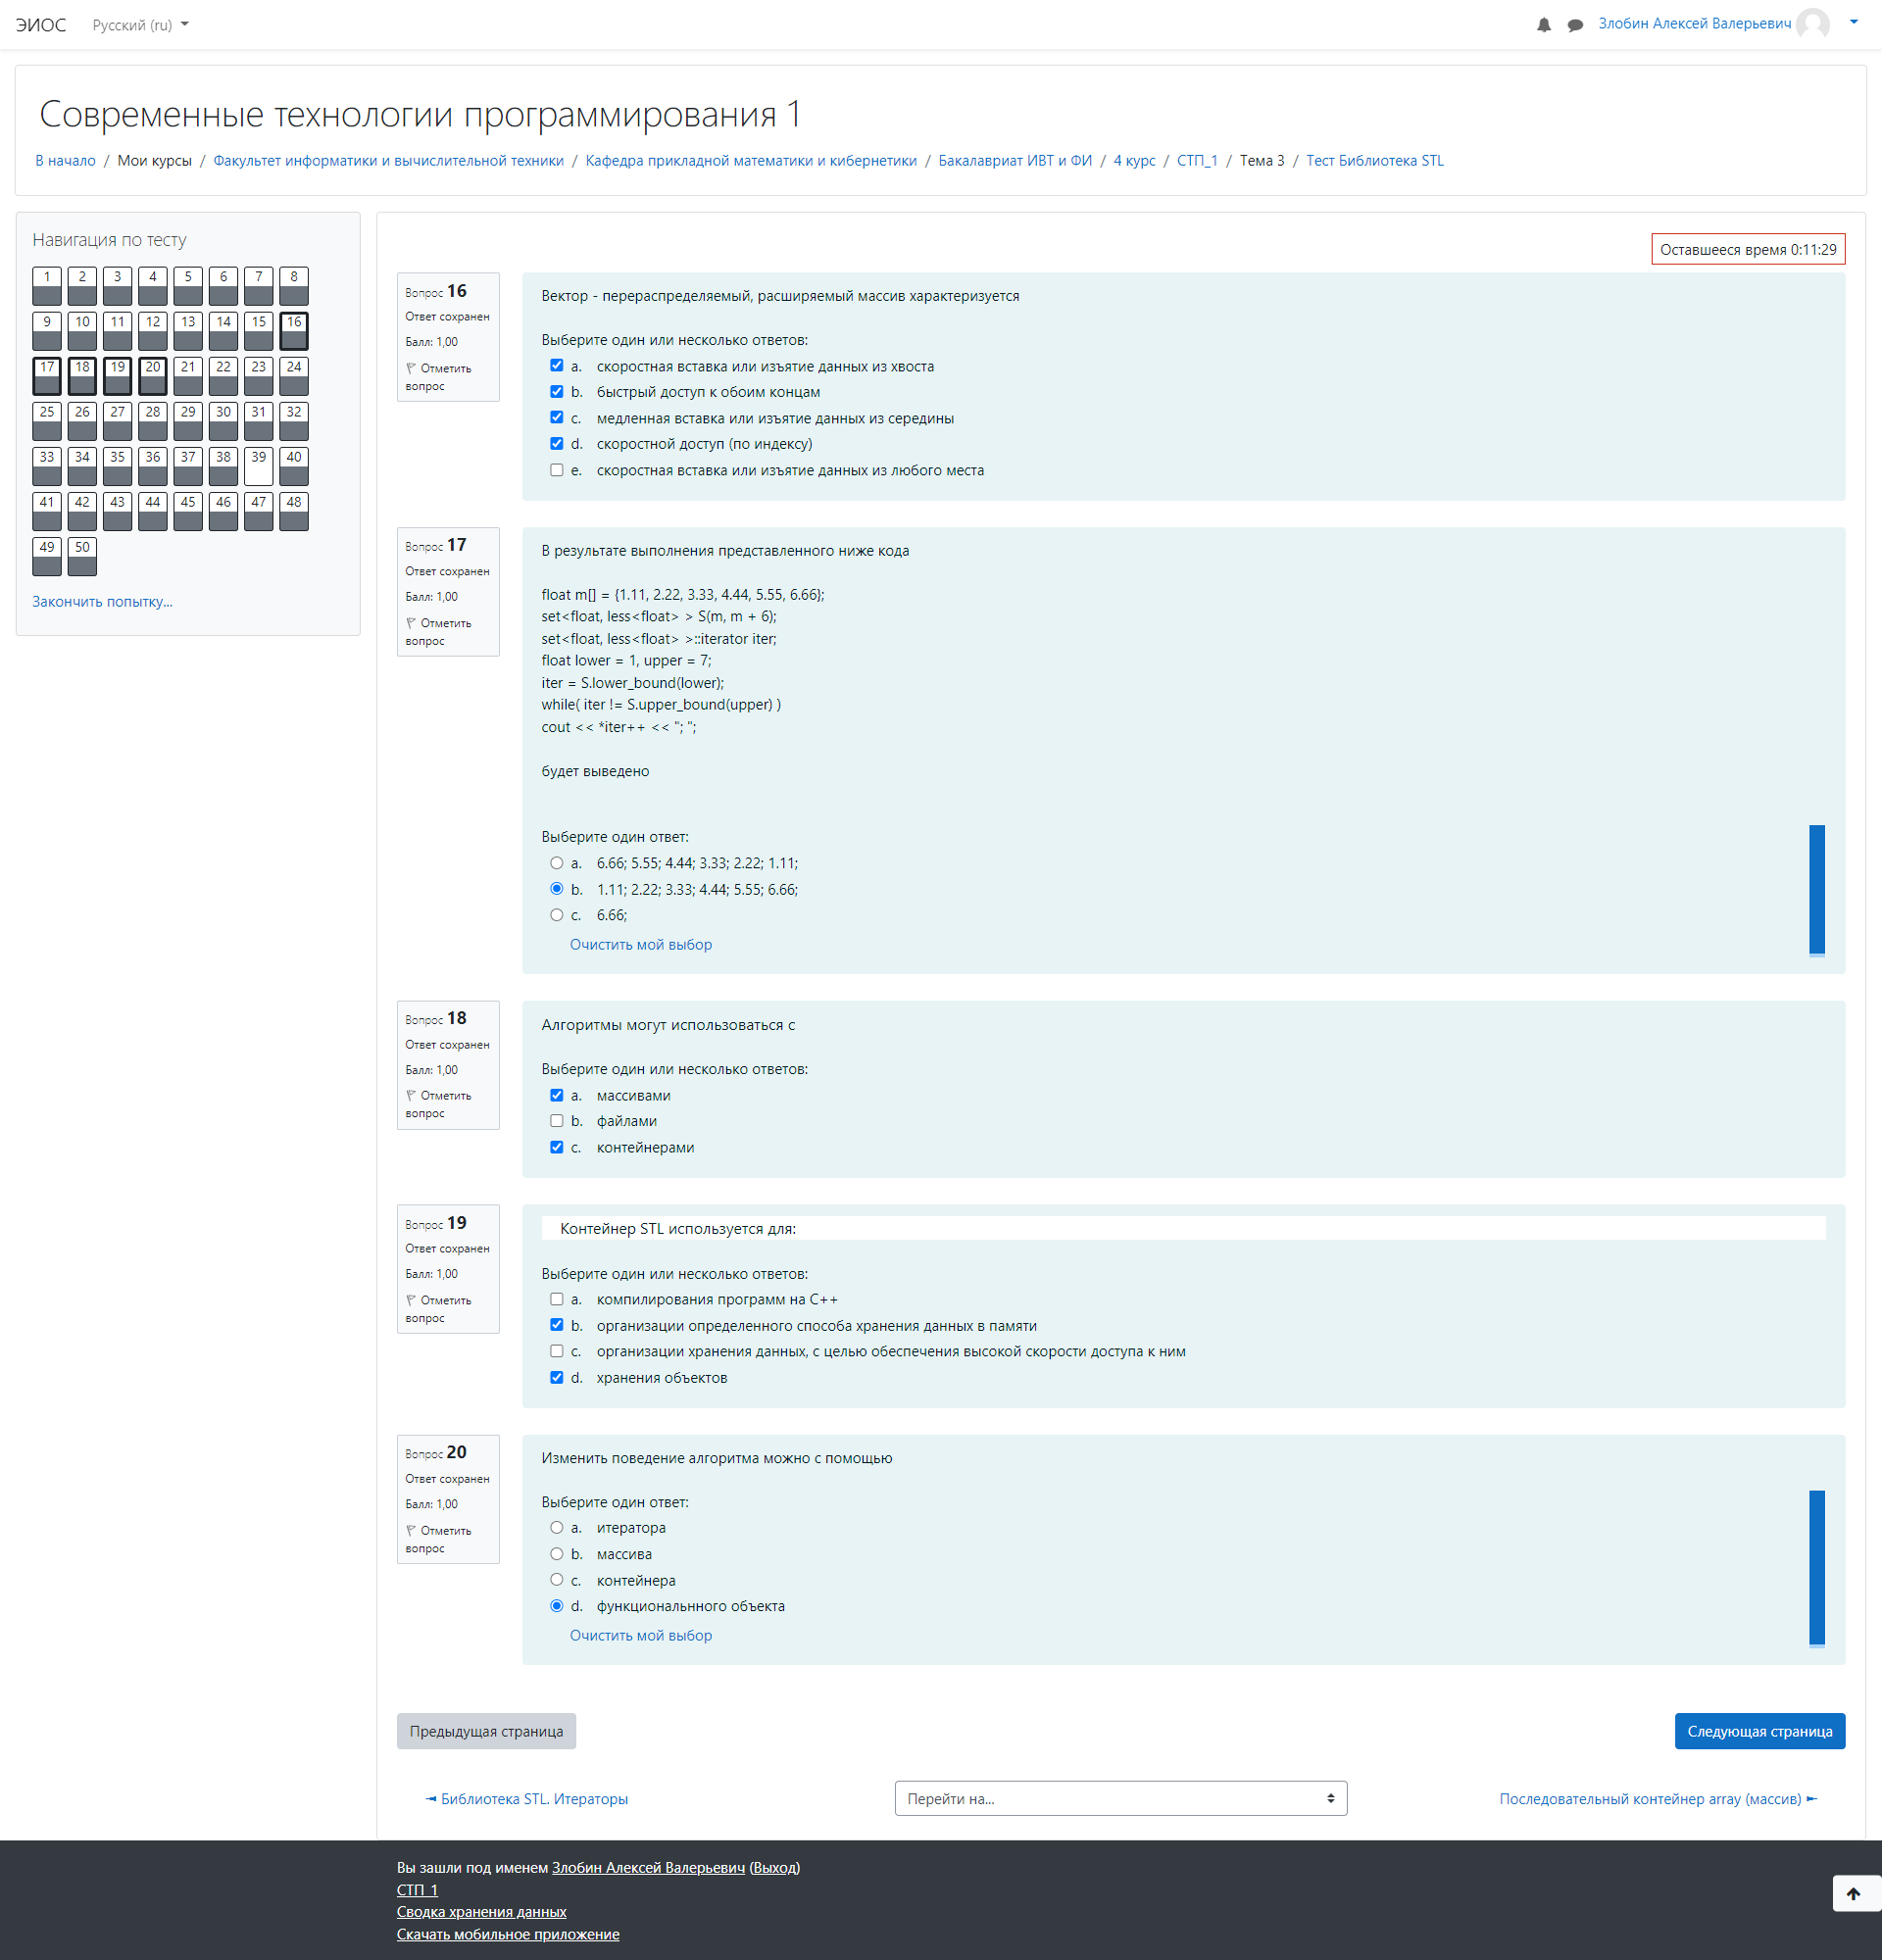 ЭИОС
Русский (ru)
Злобин Алексей Валерьевич
Современные технологии программирования 1
В начало / Мои курсы / Факультет информатики и вычислительной техники / Кафедра прикладной математики и кибернетики / Бакалавриат ИВТ и ФИ / 4 курс / СТП_1 / Тема 3 / Тест Библиотека STL
Навигация по тесту
1 2 3 4 5 6 7 8
9 10 11 12 13 14 15 16
17 18 19 20 21 22 23 24
25 26 27 28 29 30 31 32
33 34 35 36 37 38 39 40
41 42 43 44 45 46 47 48
49 50
Закончить попытку...
Оставшееся время 0:11:29
Вопрос 16
Ответ сохранен
Балл: 1,00
Отметить
вопрос
Вектор - перераспределяемый, расширяемый массив характеризуется
Выберите один или несколько ответов:
a. скоростная вставка или изъятие данных из хвоста
b. быстрый доступ к обоим концам
c. медленная вставка или изъятие данных из середины
d. скоростной доступ (по индексу)
e. скоростная вставка или изъятие данных из любого места
Вопрос 17
Ответ сохранен
Балл: 1,00
Отметить
вопрос
В результате выполнения представленного ниже кода
float m[] = {1.11, 2.22, 3.33, 4.44, 5.55, 6.66};
set<float, less<float> > S(m, m + 6);
set<float, less<float> >::iterator iter;
float lower = 1, upper = 7;
iter = S.lower_bound(lower);
while( iter != S.upper_bound(upper) )
cout << *iter++ << "; ";
будет выведено
Выберите один ответ:
a. 6.66; 5.55; 4.44; 3.33; 2.22; 1.11;
b. 1.11; 2.22; 3.33; 4.44; 5.55; 6.66;
c. 6.66;
Очистить мой выбор
Вопрос 18
Ответ сохранен
Балл: 1,00
Отметить
вопрос
Алгоритмы могут использоваться с
Выберите один или несколько ответов:
a. массивами
b. файлами
c. контейнерами
Вопрос 19
Ответ сохранен
Балл: 1,00
Отметить
вопрос
Контейнер STL используется для:
Выберите один или несколько ответов:
a. компилирования программ на C++
b. организации определенного способа хранения данных в памяти
c. организации хранения данных, с целью обеспечения высокой скорости доступа к ним
d. хранения объектов
Вопрос 20
Ответ сохранен
Балл: 1,00
Отметить
вопрос
Изменить поведение алгоритма можно с помощью
Выберите один ответ:
a. итератора
b. массива
c. контейнера
d. функциональнного объекта
Очистить мой выбор
Предыдущая страница
Следующая страница
◄ Библиотека STL. Итераторы
Перейти на...
Последовательный контейнер array (массив) ►
Вы зашли под именем Злобин Алексей Валерьевич (Выход)
СТП_1
Сводка хранения данных
Скачать мобильное приложение